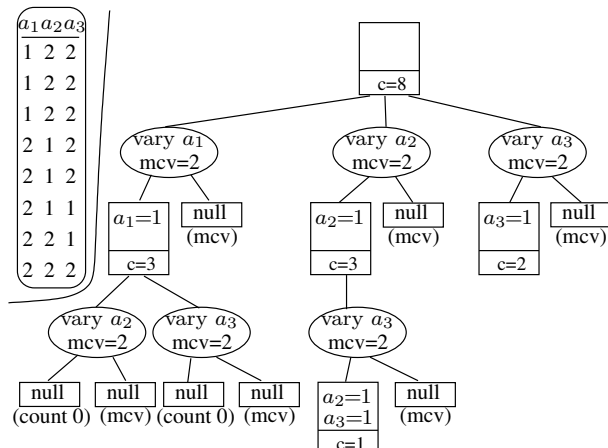 a₁ a₂ a₃
1 2 2
1 2 2
1 2 2
2 1 2
2 1 2
2 1 1
2 2 1
2 2 2
c=8
vary a₁
mcv=2
vary a₂
mcv=2
vary a₃
mcv=2
a₁=1
c=3
null
(mcv)
a₂=1
c=3
null
(mcv)
a₃=1
c=2
null
(mcv)
vary a₂
mcv=2
vary a₃
mcv=2
vary a₃
mcv=2
null
(count 0)
null
(mcv)
null
(count 0)
null
(mcv)
a₂=1
a₃=1
c=1
null
(mcv)